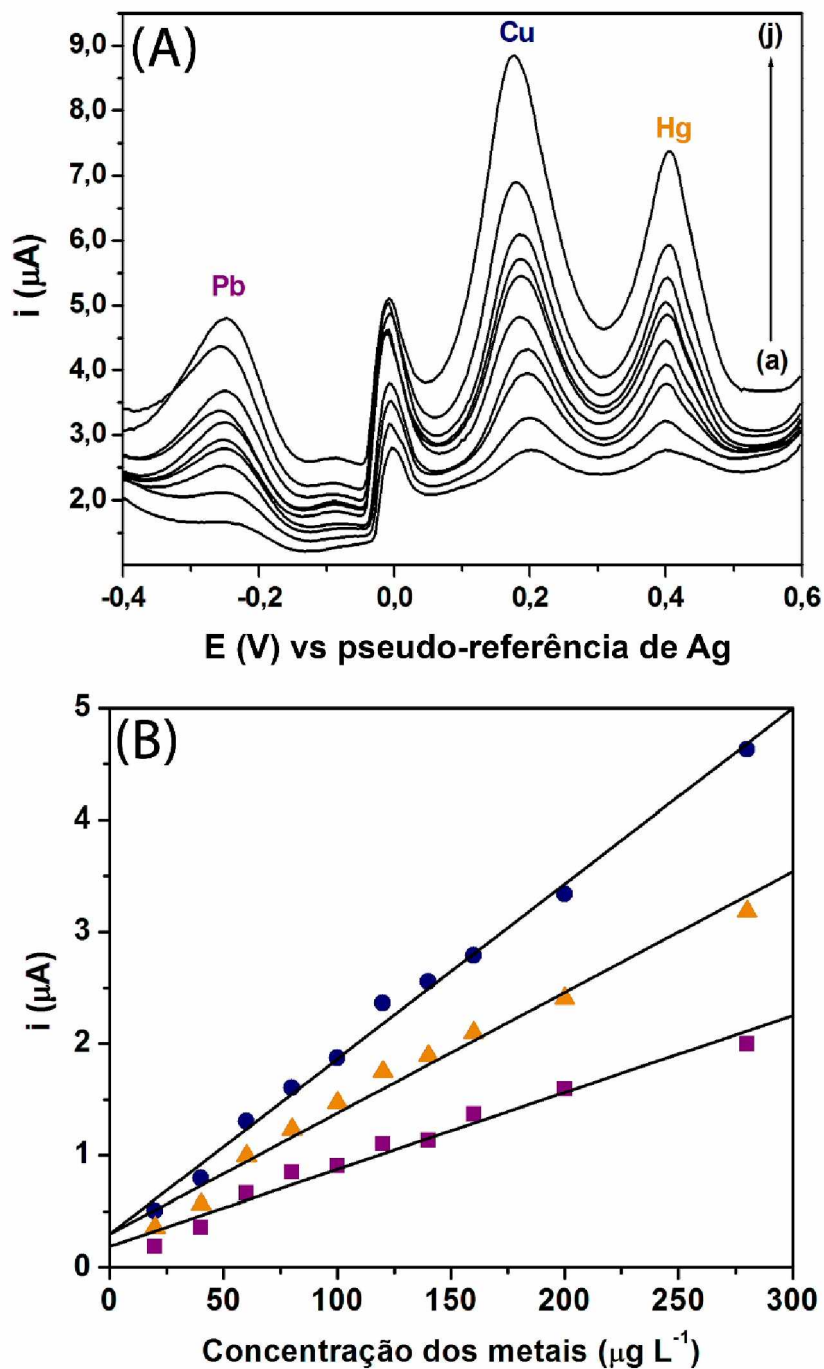 (A)
Cu
(j)
Hg
Pb
(a)
9,0
8,0
7,0
6,0
5,0
4,0
3,0
2,0
i (μA)
-0,4 -0,2 0,0 0,2 0,4 0,6
E (V) vs pseudo-referência de Ag
(B)
5
4
3
2
1
0
i (μA)
0 50 100 150 200 250 300
Concentração dos metais (μg L⁻¹)